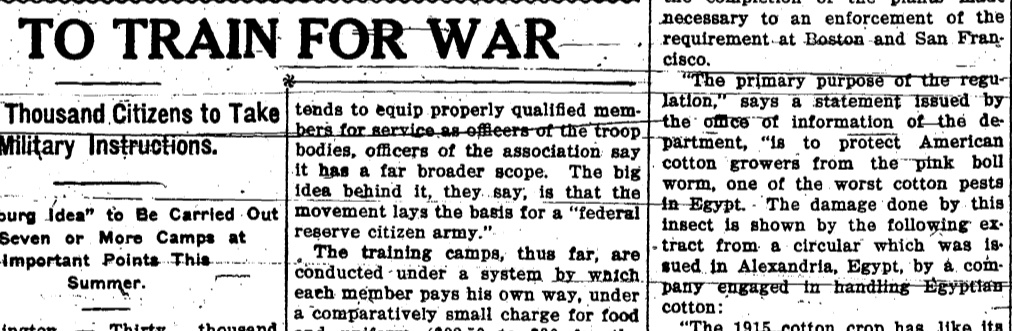 TO TRAIN FOR WAR
Thousand Citizens to Take
Military Instructions.
burg Idea" to Be Carried Out
Seven or More Camps at
Important Points This
Summer.
Thirty thousand
tends to equip properly qualified mem-
bers for service as officers of the troop
bodies, officers of the association say
it has a far broader scope. The big
idea behind it, they say, is that the
movement lays the basis for a "federal
reserve citizen army."
The training camps, thus far, are
conducted under a system by which
each member pays his own way, under
a comparatively small charge for food
the completion of the plants made
necessary to an enforcement of the
requirement at Boston and San Fran-
cisco.
"The primary purpose of the regu-
lation," says a statement issued by
the office of information of the de-
partment, "is to protect American
cotton growers from the pink boll
worm, one of the worst cotton pests
in Egypt. The damage done by this
insect is shown by the following ex-
tract from a circular which was is-
sued in Alexandria, Egypt, by a com-
pany engaged in handling Egyptian
cotton:
"The 1915 cotton crop has, like its